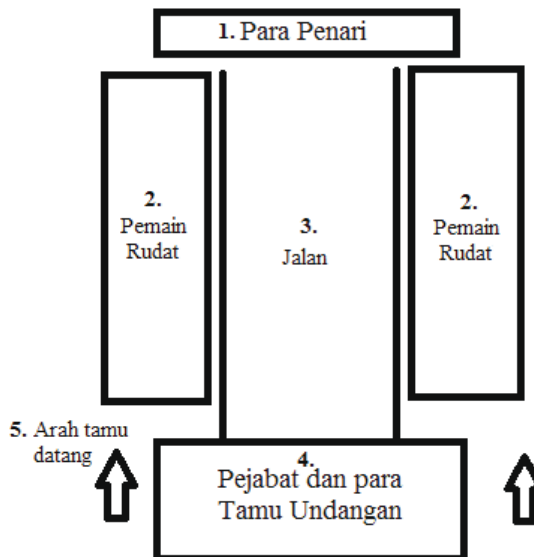 1. Para Penari
2.
Pemain
Rudat
3.
Jalan
2.
Pemain
Rudat
5. Arah tamu
datang
4.
Pejabat dan para
Tamu Undangan